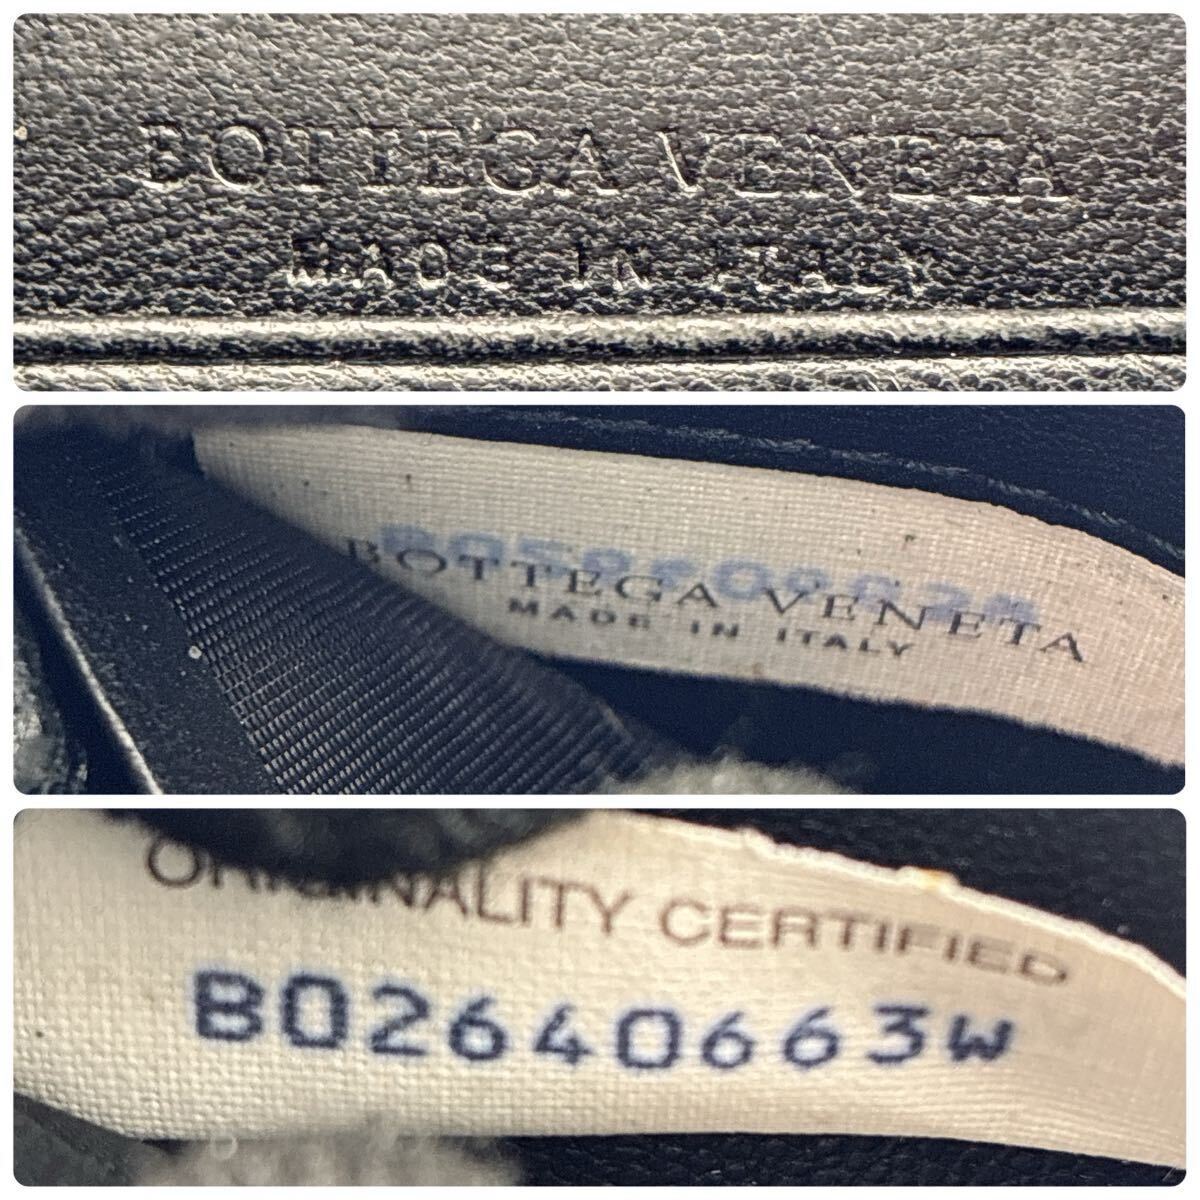 BOTTEGA VENETA
MADE IN ITALY
BOTTEGA VENETA
MADE IN ITALY
ORIGINALITY CERTIFIED
B02640663W